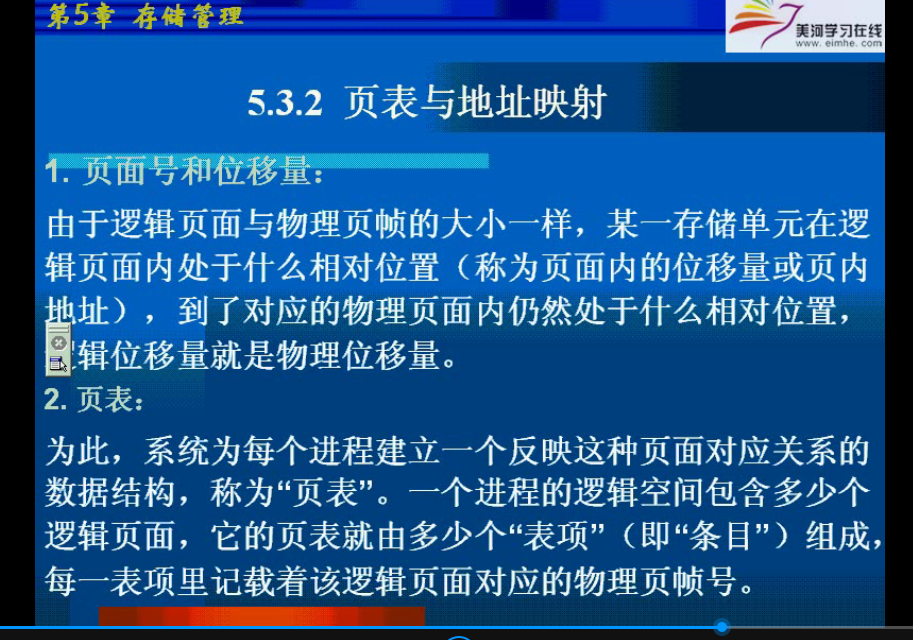 第5章 存储管理
美河学习在线
www.eimhe.com
5.3.2 页表与地址映射
1. 页面号和位移量：
由于逻辑页面与物理页帧的大小一样，某一存储单元在逻
辑页面内处于什么相对位置（称为页面内的位移量或页内
地址），到了对应的物理页面内仍然处于什么相对位置，
辑位移量就是物理位移量。
2. 页表：
为此，系统为每个进程建立一个反映这种页面对应关系的
数据结构，称为“页表”。一个进程的逻辑空间包含多少个
逻辑页面，它的页表就由多少个“表项”（即“条目”）组成，
每一表项里记载着该逻辑页面对应的物理页帧号。